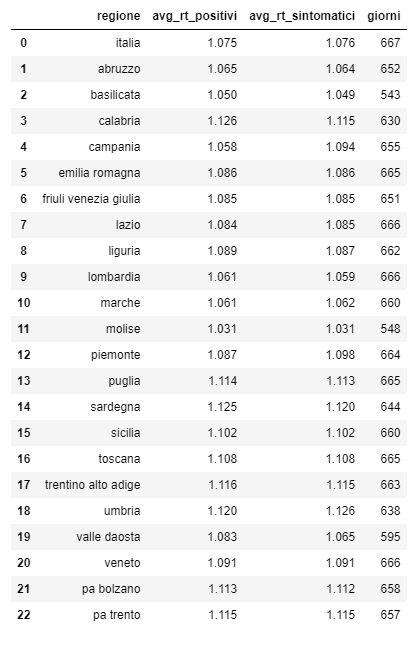 regione avg_rt_positivi avg_rt_sintomatici giorni
0 italia 1.075 1.076 667
1 abruzzo 1.065 1.064 652
2 basilicata 1.050 1.049 543
3 calabria 1.126 1.115 630
4 campania 1.058 1.094 655
5 emilia romagna 1.086 1.086 665
6 friuli venezia giulia 1.085 1.085 651
7 lazio 1.084 1.085 666
8 liguria 1.089 1.087 662
9 lombardia 1.061 1.059 666
10 marche 1.061 1.062 660
11 molise 1.031 1.031 548
12 piemonte 1.087 1.098 664
13 puglia 1.114 1.113 665
14 sardegna 1.125 1.120 644
15 sicilia 1.102 1.102 660
16 toscana 1.108 1.108 665
17 trentino alto adige 1.116 1.115 663
18 umbria 1.120 1.126 638
19 valle daosta 1.083 1.065 595
20 veneto 1.091 1.091 666
21 pa bolzano 1.113 1.112 658
22 pa trento 1.115 1.115 657